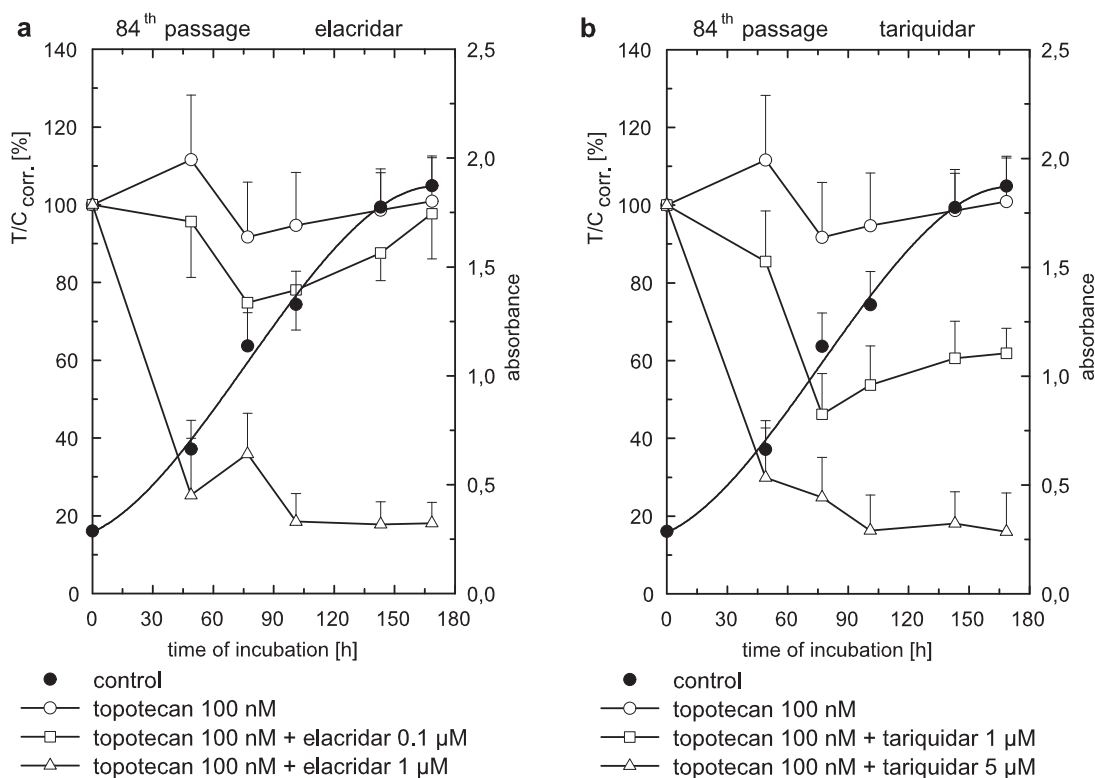 a 84th passage elacridar
140
120
100
80
60
40
20
0
T/C corr. [%]
2,5
2,0
1,5
1,0
0,5
0,0
absorbance
0 30 60 90 120 150 180
time of incubation [h]
control
topotecan 100 nM
topotecan 100 nM + elacridar 0.1 µM
topotecan 100 nM + elacridar 1 µM
b 84th passage tariquidar
140
120
100
80
60
40
20
0
T/C corr. [%]
2,5
2,0
1,5
1,0
0,5
0,0
absorbance
0 30 60 90 120 150 180
time of incubation [h]
control
topotecan 100 nM
topotecan 100 nM + tariquidar 1 µM
topotecan 100 nM + tariquidar 5 µM